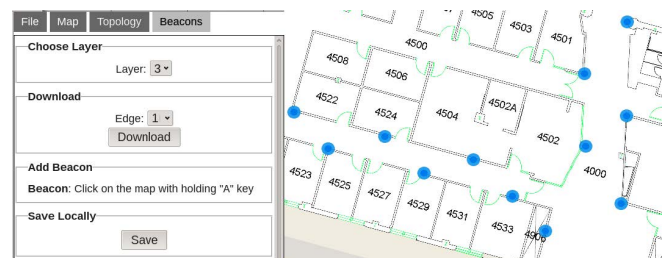 File Map Topology Beacons
Choose Layer
Layer: 3
Download
Edge: 1
Download
Add Beacon
Beacon: Click on the map with holding "A" key
Save Locally
Save
4505
4503
4501
4500
4508
4506
4502A
4522
4524
4504
4502
4000
4523
4525
4527
4529
4531
4533
4906